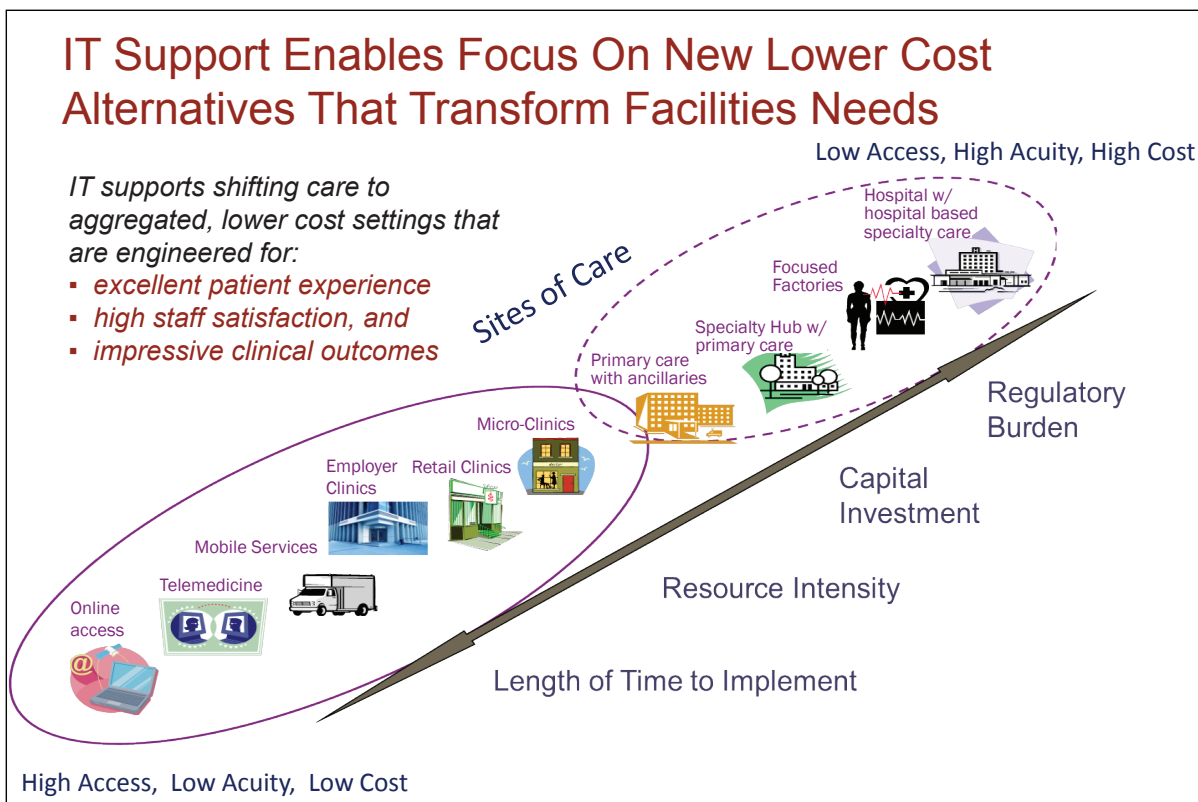 IT Support Enables Focus On New Lower Cost
Alternatives That Transform Facilities Needs
Low Access, High Acuity, High Cost
IT supports shifting care to
aggregated, lower cost settings that
are engineered for:
▪ excellent patient experience
▪ high staff satisfaction, and
▪ impressive clinical outcomes
Sites of Care
Hospital w/
hospital based
specialty care
Focused
Factories
Specialty Hub w/
primary care
Primary care
with ancillaries
Micro-Clinics
Retail Clinics
Employer
Clinics
Mobile Services
Telemedicine
Online
access
@
Regulatory
Burden
Capital
Investment
Resource Intensity
Length of Time to Implement
High Access, Low Acuity, Low Cost